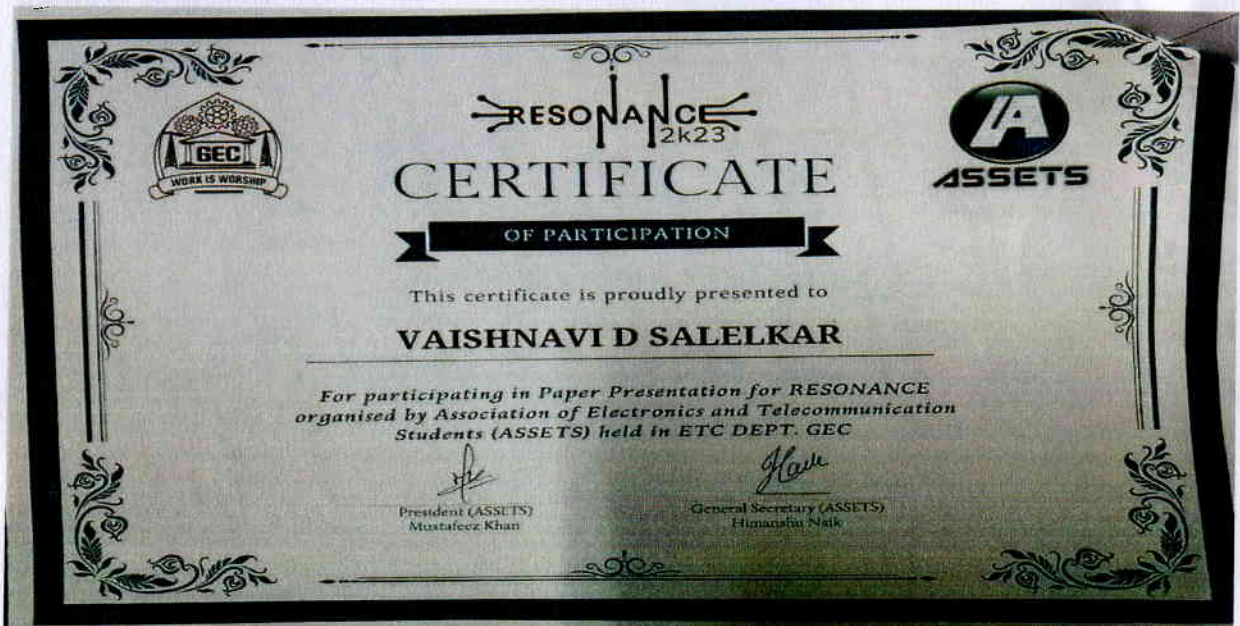 RESONANCE
2k23
GEC
WORK IS WORSHIP
ASSETS
CERTIFICATE
OF PARTICIPATION
This certificate is proudly presented to
VAISHNAVI D SALELKAR
For participating in Paper Presentation for RESONANCE
organised by Association of Electronics and Telecommunication
Students (ASSETS) held in ETC DEPT. GEC
President (ASSETS)
Mustafeez Khan
General Secretary (ASSETS)
Himanshu Naik